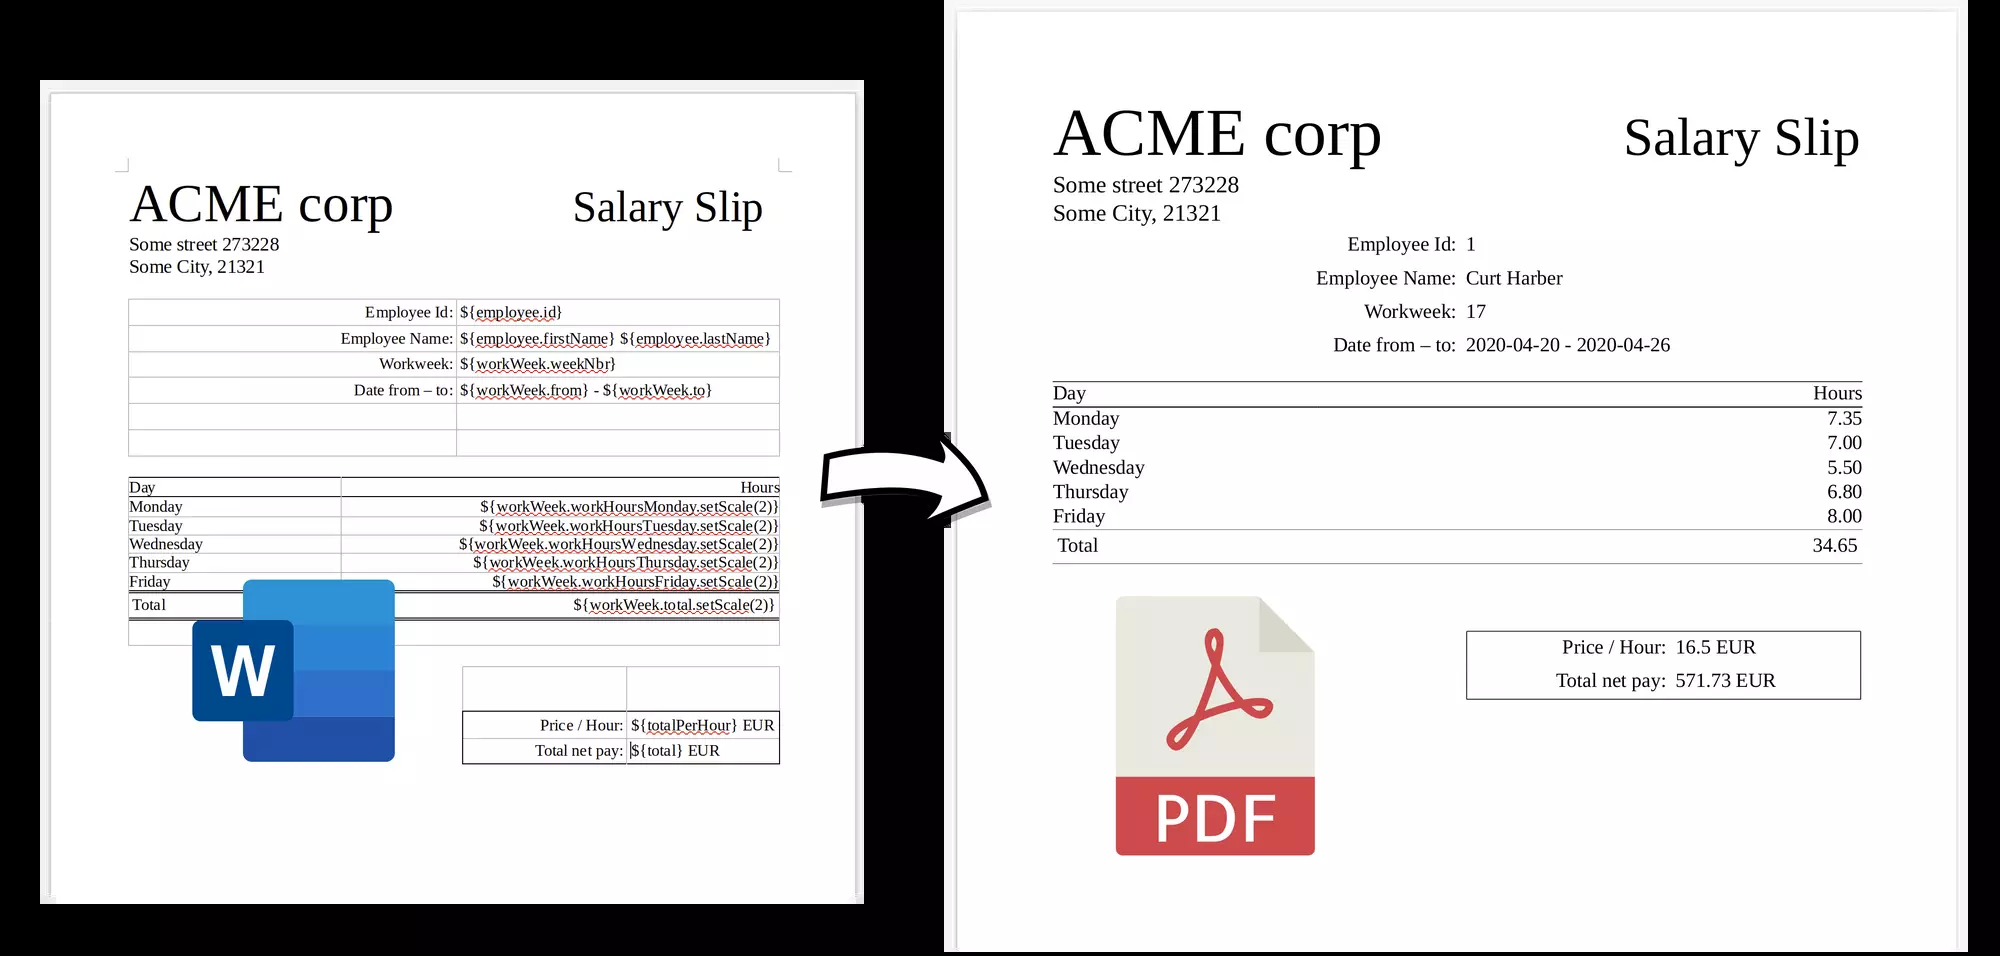 ACME corp Salary Slip
Some street 273228
Some City, 21321
Employee Id: ${employee.id}
Employee Name: ${employee.firstName} ${employee.lastName}
Workweek: ${workWeek.weekNbr}
Date from – to: ${workWeek.from} - ${workWeek.to}
Day Hours
Monday ${workWeek.workHoursMonday.setScale(2)}
Tuesday ${workWeek.workHoursTuesday.setScale(2)}
Wednesday ${workWeek.workHoursWednesday.setScale(2)}
Thursday ${workWeek.workHoursThursday.setScale(2)}
Friday ${workWeek.workHoursFriday.setScale(2)}
Total ${workWeek.total.setScale(2)}
W
Price / Hour: ${totalPerHour} EUR
Total net pay: ${total} EUR
ACME corp Salary Slip
Some street 273228
Some City, 21321
Employee Id: 1
Employee Name: Curt Harber
Workweek: 17
Date from – to: 2020-04-20 - 2020-04-26
Day Hours
Monday 7.35
Tuesday 7.00
Wednesday 5.50
Thursday 6.80
Friday 8.00
Total 34.65
Price / Hour: 16.5 EUR
Total net pay: 571.73 EUR
PDF